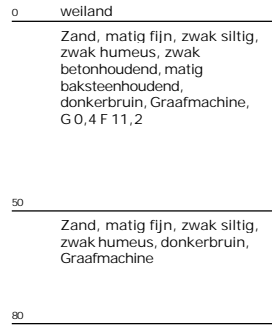 0 weiland
Zand, matig fijn, zwak siltig,
zwak humeus, zwak
betonhoudend, matig
baksteenhoudend,
donkerbruin, Graafmachine,
G 0,4 F 11,2
50
Zand, matig fijn, zwak siltig,
zwak humeus, donkerbruin,
Graafmachine
80